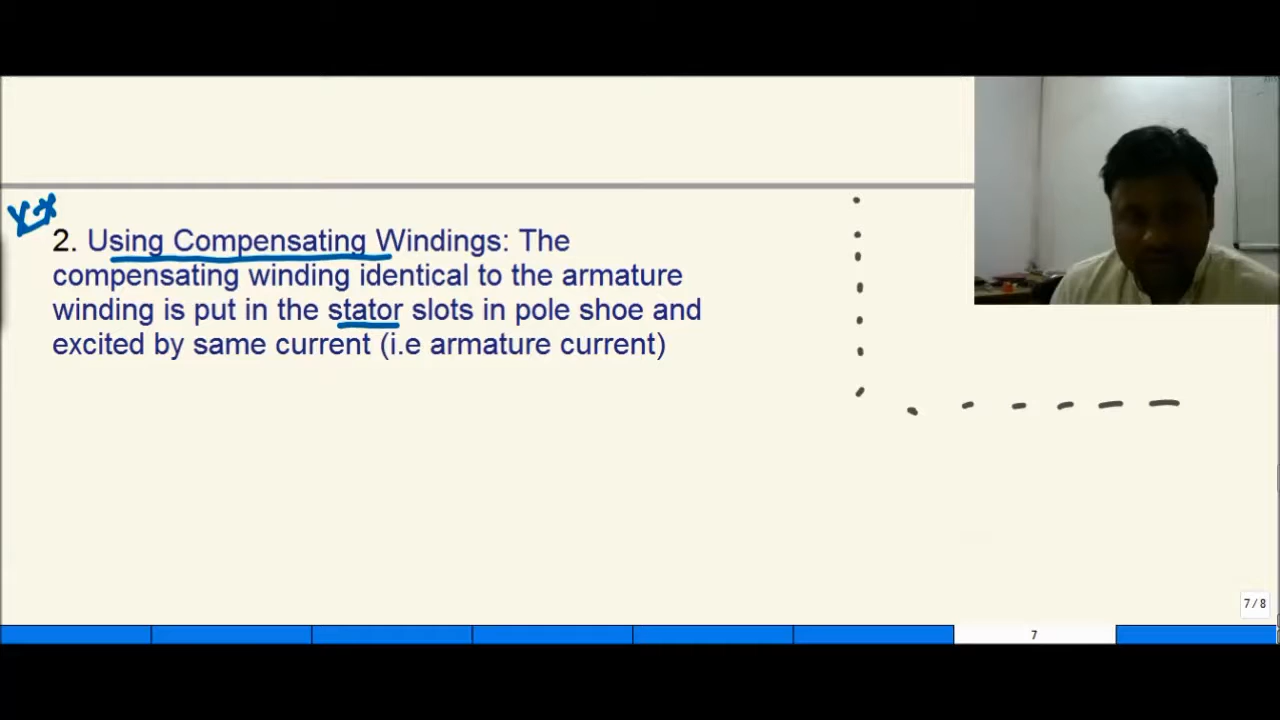 2. Using Compensating Windings: The
compensating winding identical to the armature
winding is put in the stator slots in pole shoe and
excited by same current (i.e armature current)
7/8
7